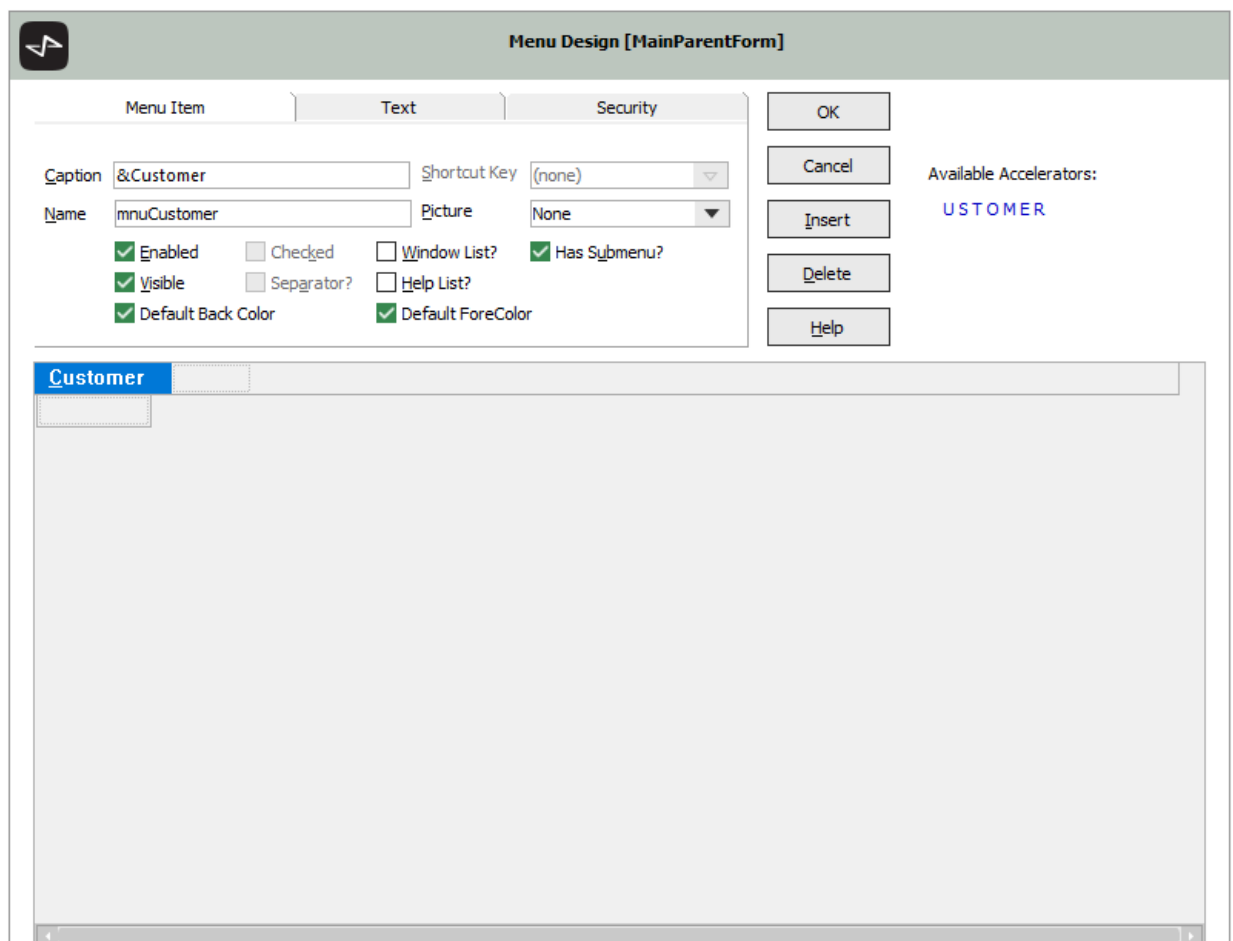 Menu Design [MainParentForm]
Menu Item Text Security
OK
Caption &Customer Shortcut Key (none)
Cancel
Available Accelerators:
Name mnuCustomer Picture None
Insert
U S T O M E R
Enabled Checked Window List? Has Submenu?
Visible Separator? Help List?
Delete
Default Back Color Default ForeColor
Help
Customer